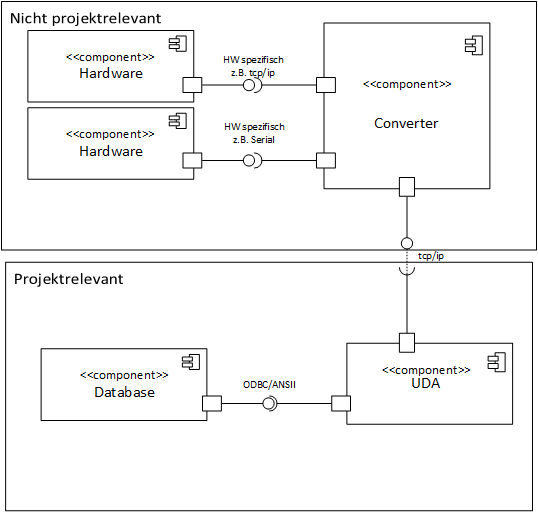 Nicht projektrelevant
<<component>>
Hardware
HW spezifisch
z.B. tcp/ip
<<component>>
Converter
<<component>>
Hardware
HW spezifisch
z.B. Serial
tcp/ip
Projektrelevant
<<component>>
Database
ODBC/ANSII
<<component>>
UDA